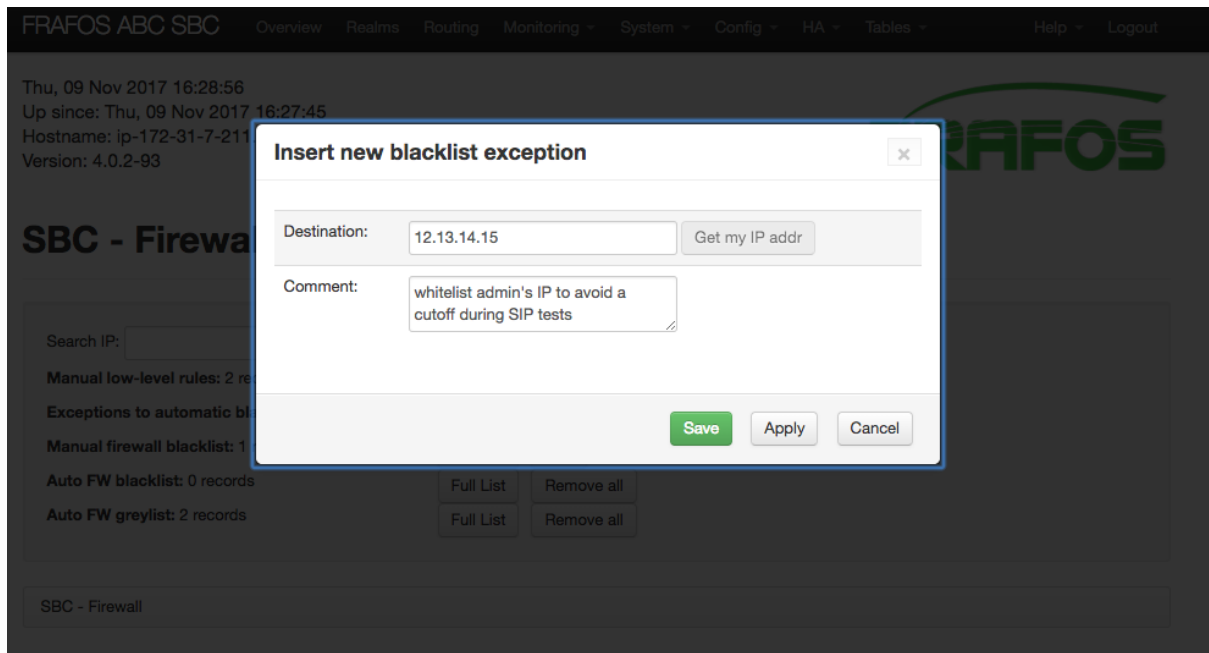 FRAFOS ABC SBC Overview Realms Routing Monitoring System Config HA Tables Help Logout
Thu, 09 Nov 2017 16:28:56
Up since: Thu, 09 Nov 2017 16:27:45
Hostname: ip-172-31-7-211
Version: 4.0.2-93
FRAFOS
SBC - Firewa
Insert new blacklist exception
×
Destination: 12.13.14.15 Get my IP addr
Comment: whitelist admin's IP to avoid a
cutoff during SIP tests
Save Apply Cancel
Search IP:
Manual low-level rules: 2 re
Exceptions to automatic bla
Manual firewall blacklist: 1
Auto FW blacklist: 0 records Full List Remove all
Auto FW greylist: 2 records Full List Remove all
SBC - Firewall